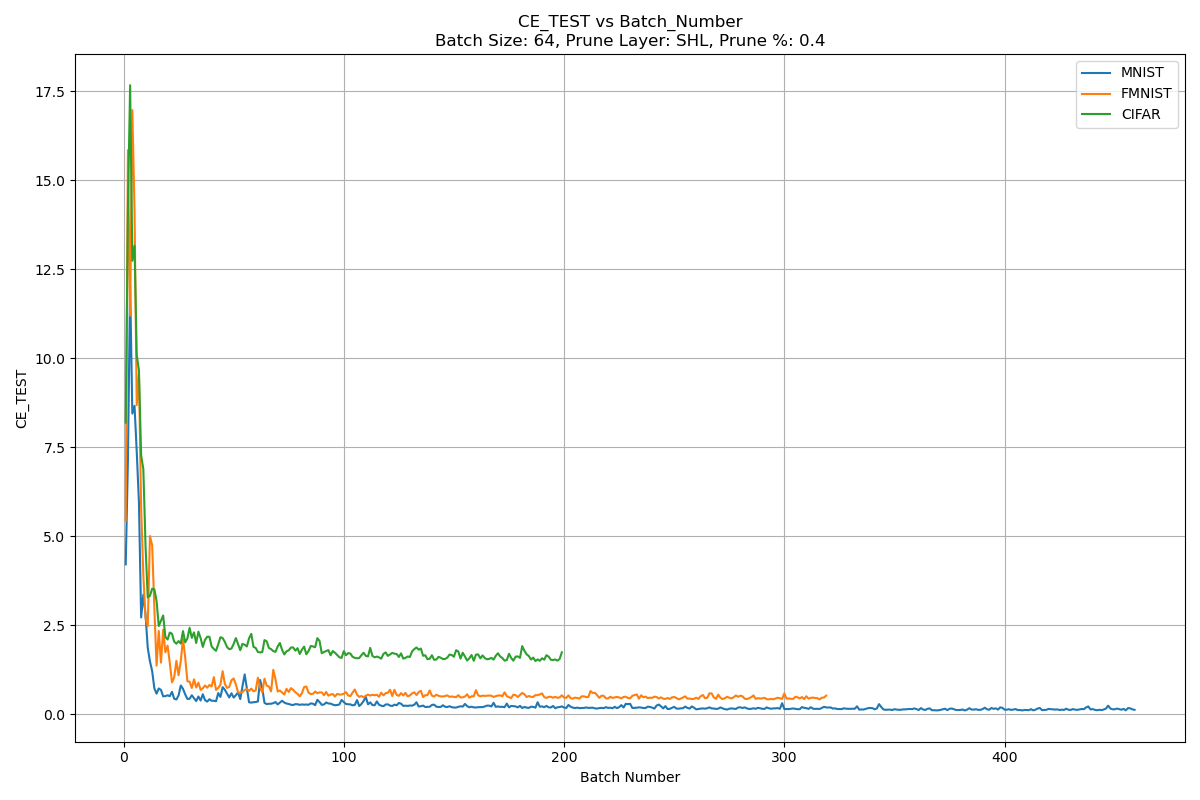 CE_TEST vs Batch_Number
Batch Size: 64, Prune Layer: SHL, Prune %: 0.4
MNIST
FMNIST
CIFAR
CE_TEST
17.5
15.0
12.5
10.0
7.5
5.0
2.5
0.0
0 100 200 300 400
Batch Number